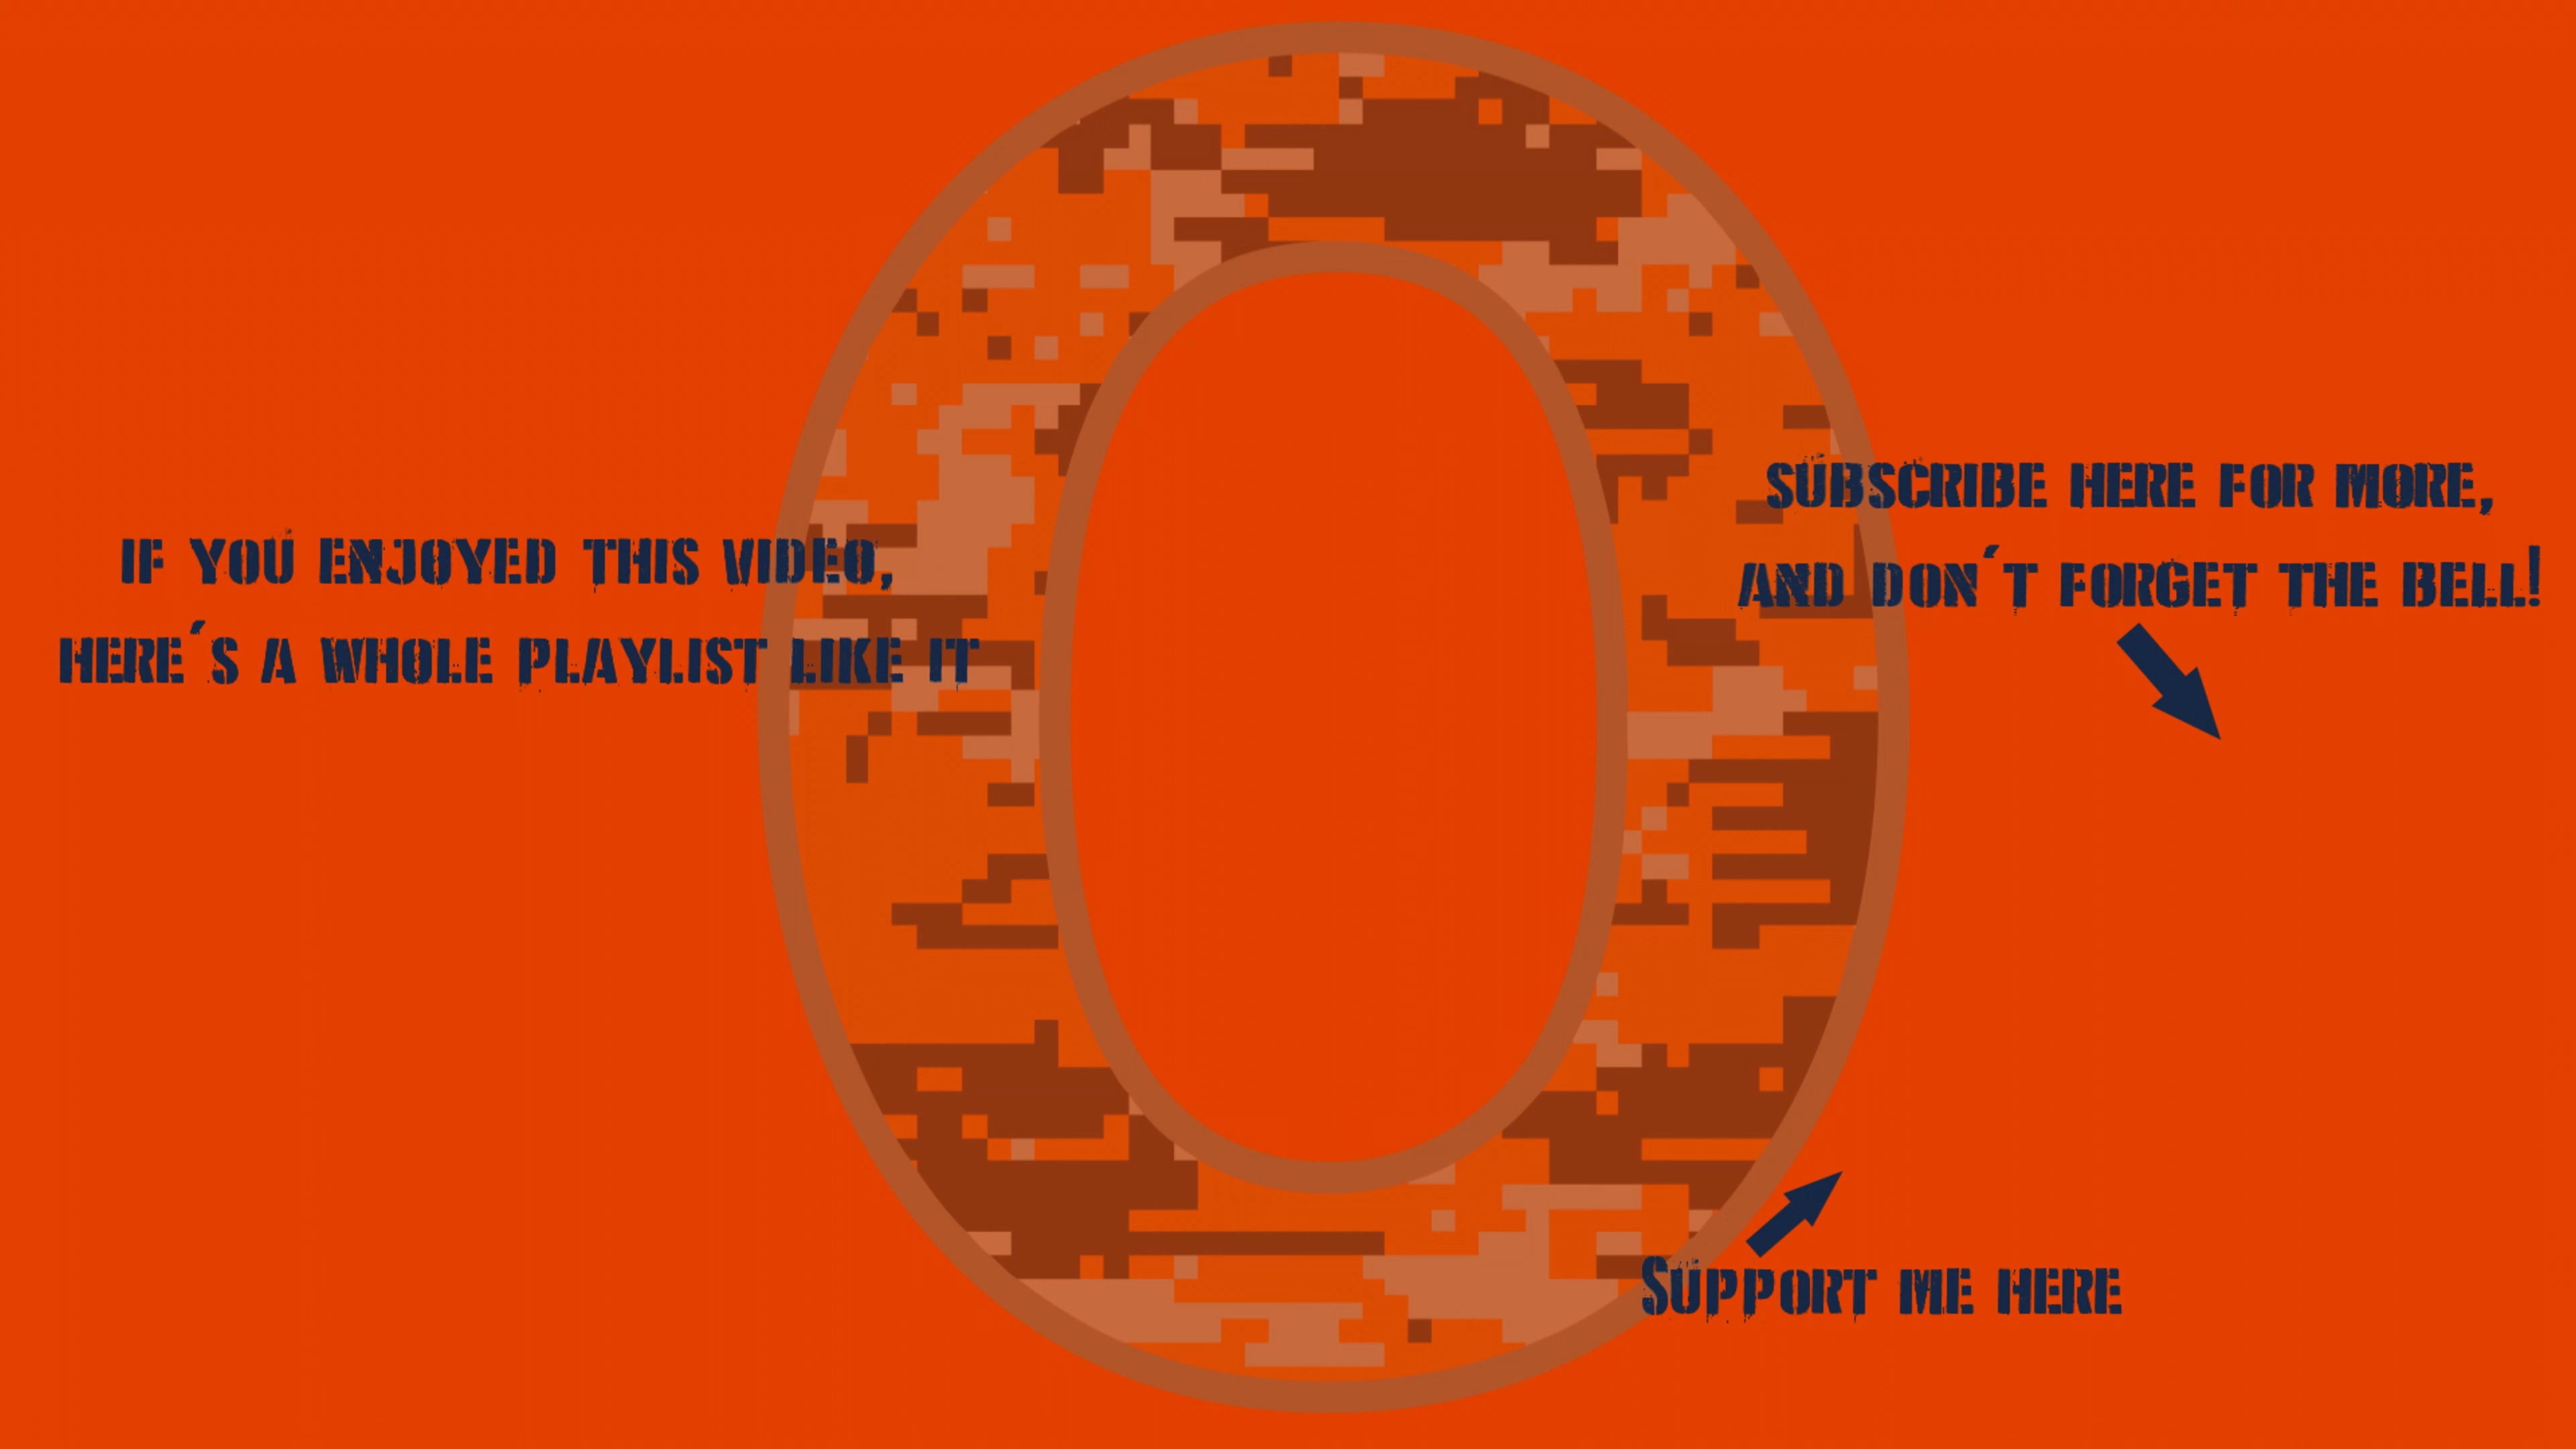 IF YOU ENJOYED THIS VIDEO,
HERE´S A WHOLE PLAYLIST LIKE IT
SUBSCRIBE HERE FOR MORE,
AND DON´T FORGET THE BELL!
SUPPORT ME HERE
O